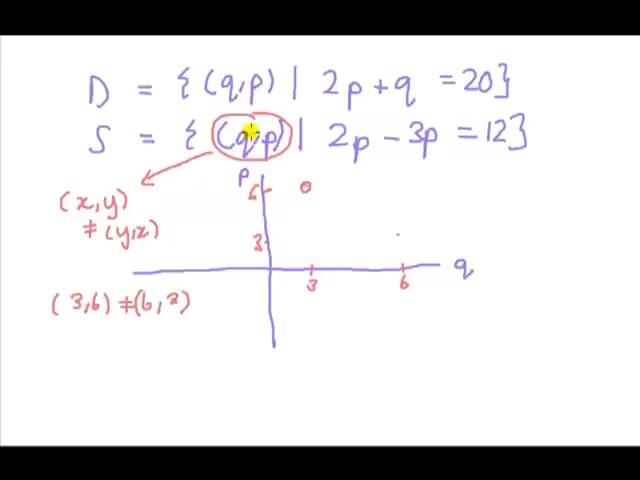 D = {(q,p) | 2p + q = 20}
S = {(q,p) | 2p - 3p = 12}
(x,y)
≠ (y,x)
p
6
3
3
6
q
(3,6) ≠ (6,3)